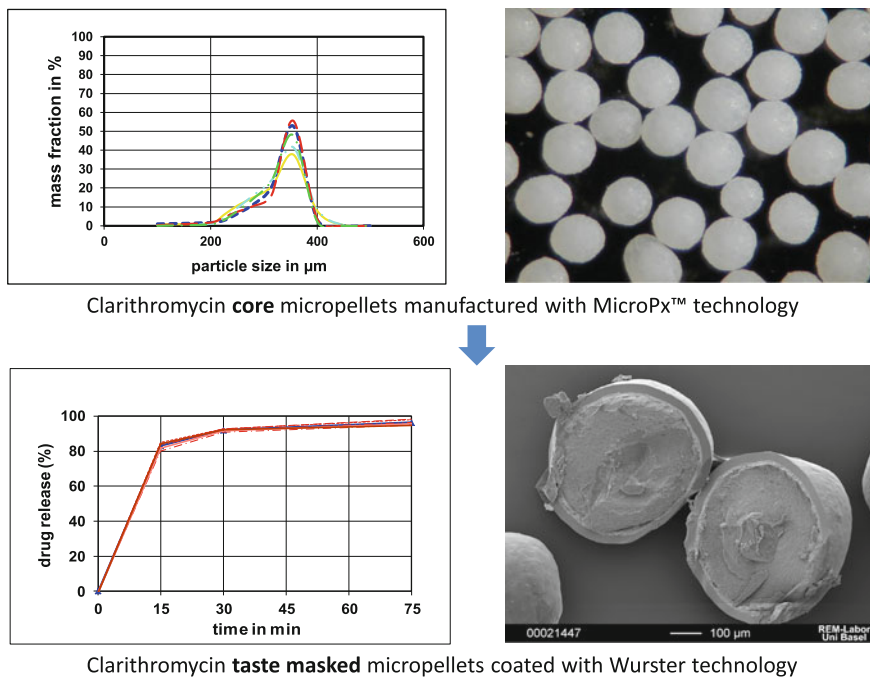 100
90
80
70
60
50
40
30
20
10
0
mass fraction in %
0 200 400 600
particle size in µm
Clarithromycin core micropellets manufactured with MicroPx™ technology
100
80
60
40
20
0
drug release (%)
0 15 30 45 60 75
time in min
00021447 100 µm REM-Labor
Uni Basel
Clarithromycin taste masked micropellets coated with Wurster technology